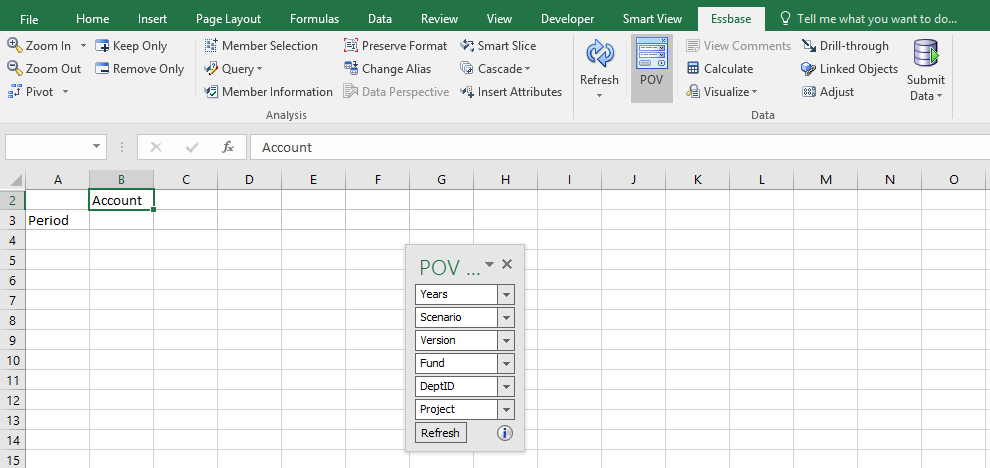 File Home Insert Page Layout Formulas Data Review View Developer Smart View Essbase Tell me what you want to do...
Zoom In Keep Only Member Selection Preserve Format Smart Slice View Comments Drill-through
Zoom Out Remove Only Query Change Alias Cascade Refresh POV Calculate Linked Objects Submit Data
Pivot Member Information Data Perspective Insert Attributes Visualize Adjust
Analysis Data
fx Account
A B C D E F G H I J K L M N O
2 Account
3 Period
4
5
6
7
8
9
10
11
12
13
14
15
POV ...
Years
Scenario
Version
Fund
DeptID
Project
Refresh